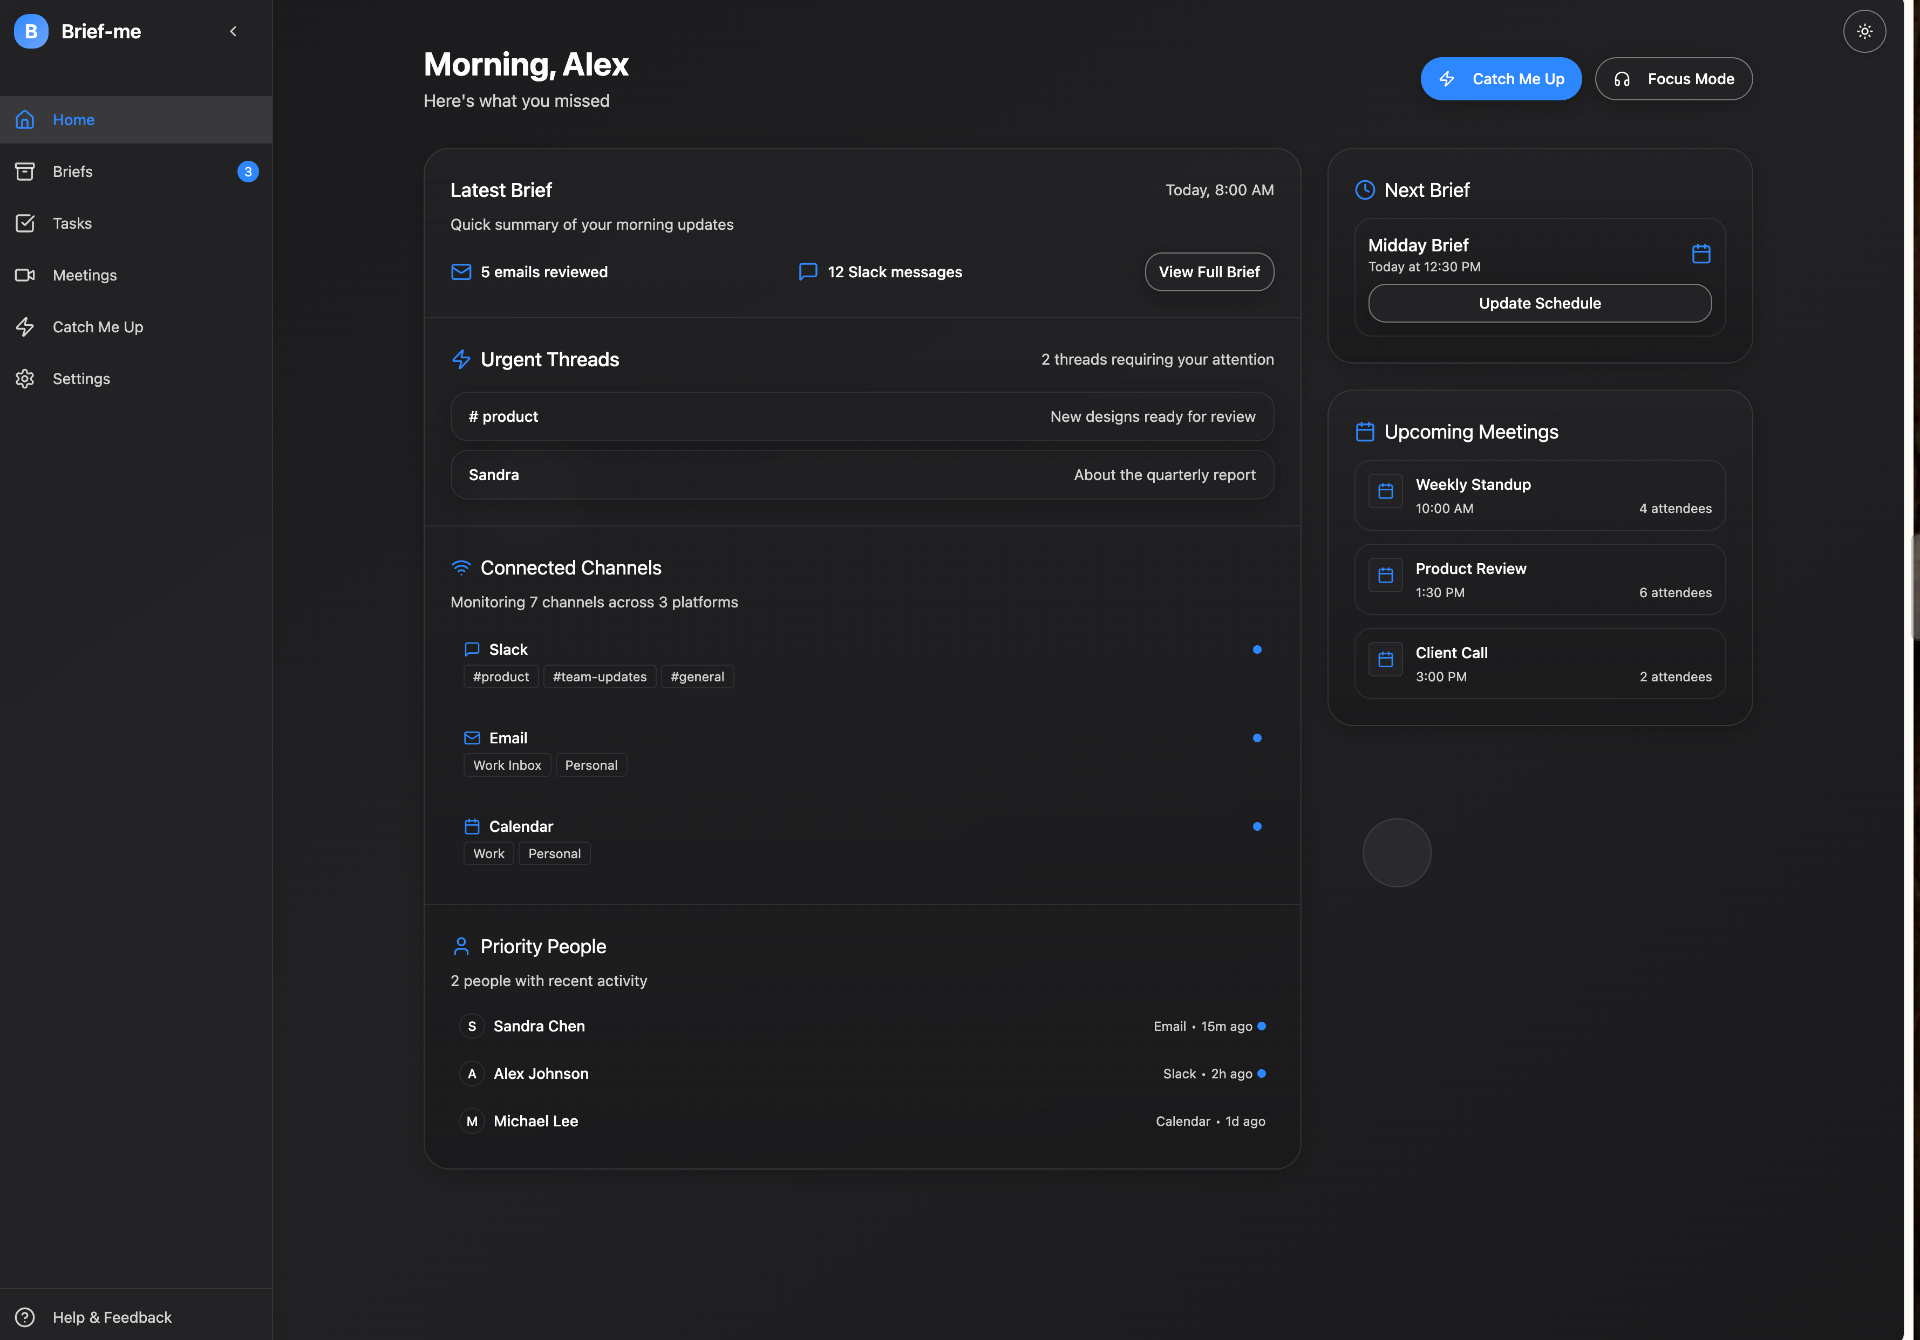 B Brief-me
Home
Briefs 3
Tasks
Meetings
Catch Me Up
Settings
Help & Feedback
Morning, Alex
Here's what you missed
Catch Me Up
Focus Mode
Latest Brief
Today, 8:00 AM
Quick summary of your morning updates
5 emails reviewed
12 Slack messages
View Full Brief
Urgent Threads
2 threads requiring your attention
# product
New designs ready for review
Sandra
About the quarterly report
Connected Channels
Monitoring 7 channels across 3 platforms
Slack
#product #team-updates #general
Email
Work Inbox Personal
Calendar
Work Personal
Priority People
2 people with recent activity
S Sandra Chen
Email • 15m ago
A Alex Johnson
Slack • 2h ago
M Michael Lee
Calendar • 1d ago
Next Brief
Midday Brief
Today at 12:30 PM
Update Schedule
Upcoming Meetings
Weekly Standup
10:00 AM
4 attendees
Product Review
1:30 PM
6 attendees
Client Call
3:00 PM
2 attendees